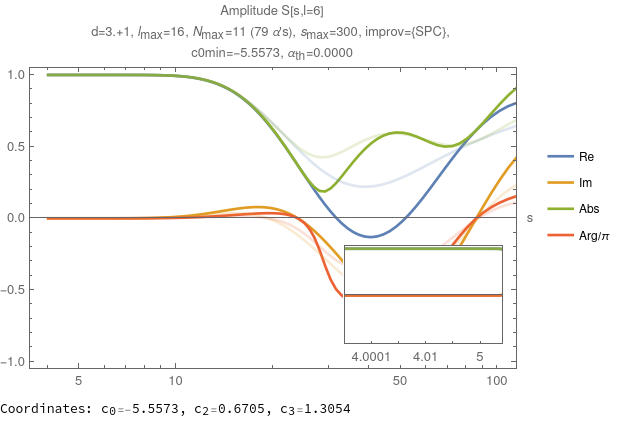 Amplitude S[s,l=6]
d=3.+1, lmax=16, Nmax=11 (79 α's), smax=300, improv={SPC},
c0min=−5.5573, αth=0.0000
1.0
0.5
0.0
−0.5
−1.0
s
Re
Im
Abs
Arg/π
4.0001 4.01 5
5 10 50 100
Coordinates: c0=-5.5573, c2=0.6705, c3=1.3054